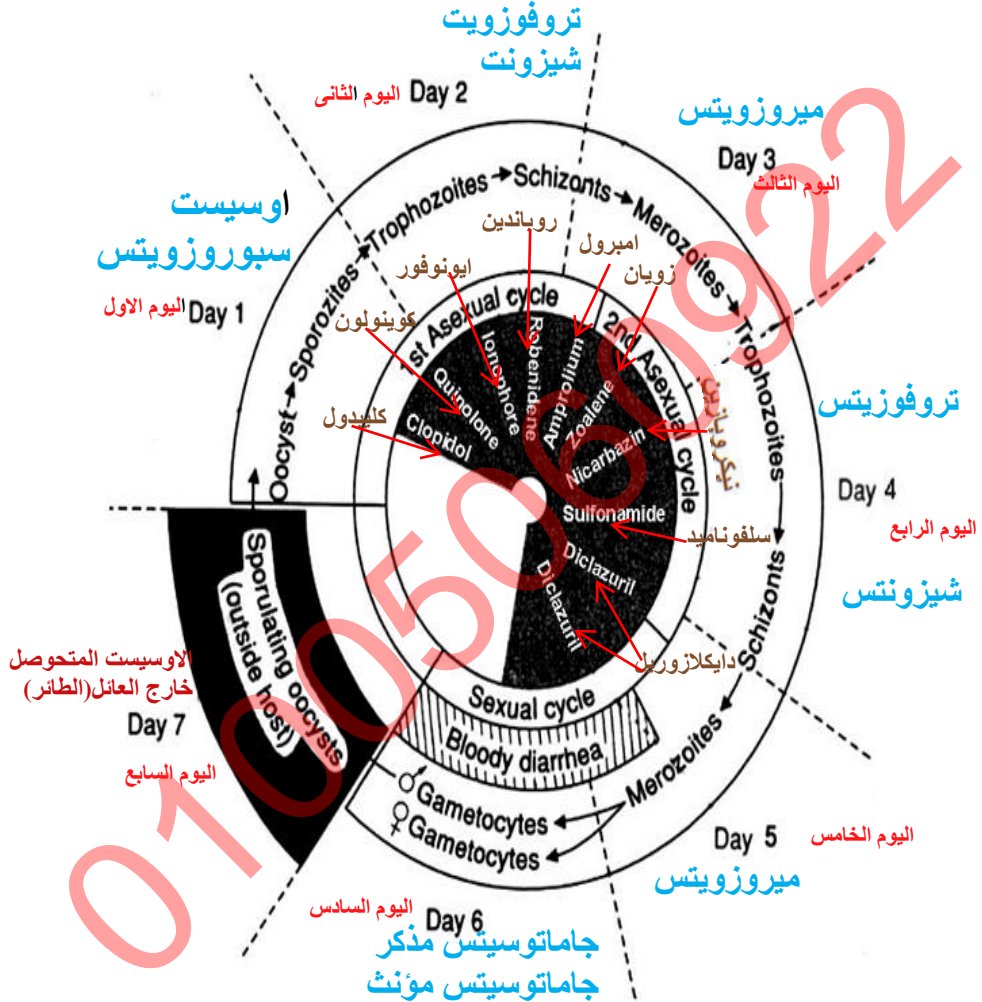 تروفوزويت
شيزونت
اليوم الثانى Day 2
ميروزويتس
Day 3
اليوم الثالث
اوسيست
سبوروزويتس
اليوم الاول Day 1
Oocyst
Sporozites
Trophozoites
Schizonts
Merozoites
Trophozoites
Schizonts
Merozoites
♂ Gametocytes
♀ Gametocytes
روباندين
امبرول
ايونوفور
زويان
كوينولون
كليبدول
نيكروبازين
1st Asexual cycle
2nd Asexual cycle
Clopidol
Quinolone
Ionophore
Robenidene
Amprolium
Zoalene
Nicarbazin
Sulfonamide
Diclazuril
Diclazuril
سلفوناميد
دايكلازوريل
تروفوزيتس
Day 4
اليوم الرابع
شيزونتس
Sexual cycle
Bloody diarrhea
Sporulating oocysts
(outside host)
الاوسيست المتحوصل
خارج العائل(الطائر)
Day 7
اليوم السابع
Day 5 اليوم الخامس
ميروزويتس
اليوم السادس Day 6
جاماتوسيتس مذكر
جاماتوسيتس مؤنث
01005060922